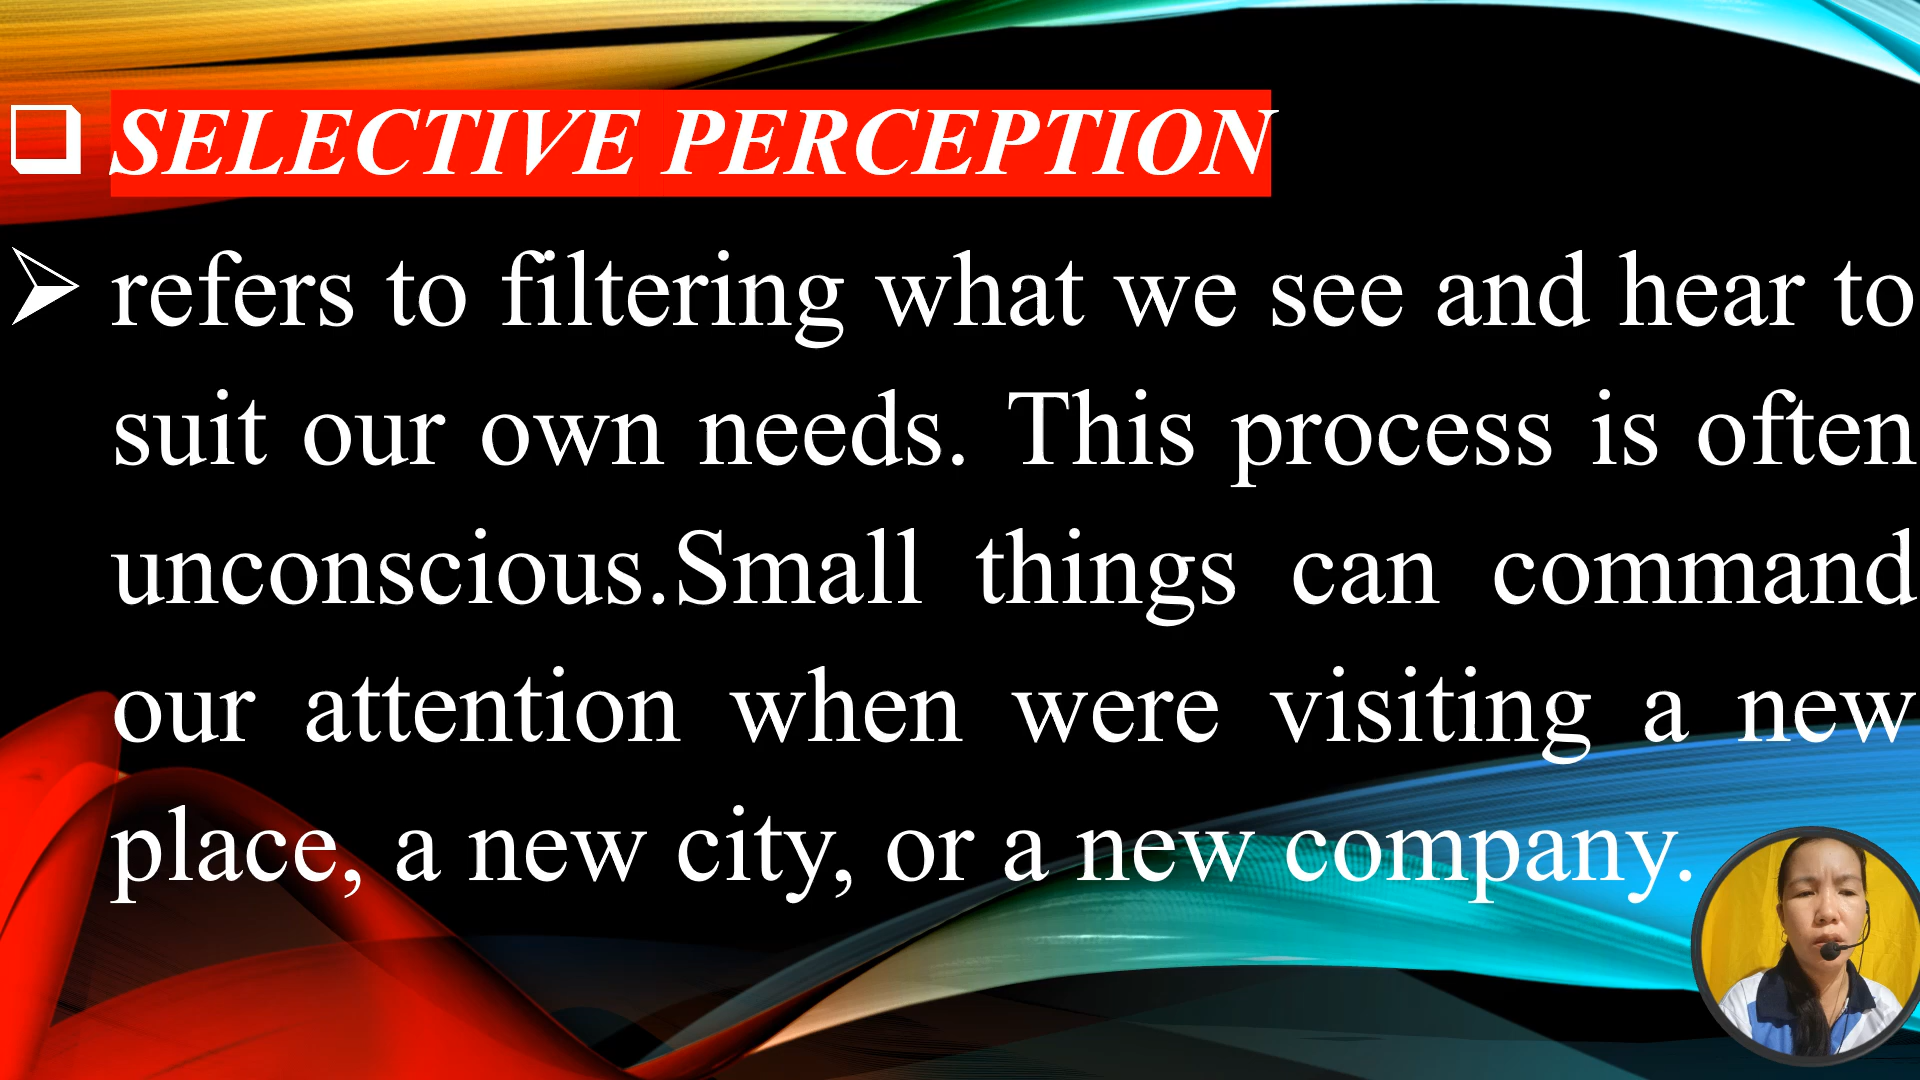 SELECTIVE PERCEPTION
refers to filtering what we see and hear to
suit our own needs. This process is often
unconscious.Small things can command
our attention when were visiting a new
place, a new city, or a new company.